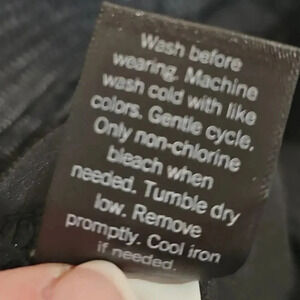 Wash before
wearing. Machine
wash cold with like
colors. Gentle cycle,
Only non-chlorine
bleach when
needed. Tumble dry
low. Remove
promptly. Cool iron
if needed.